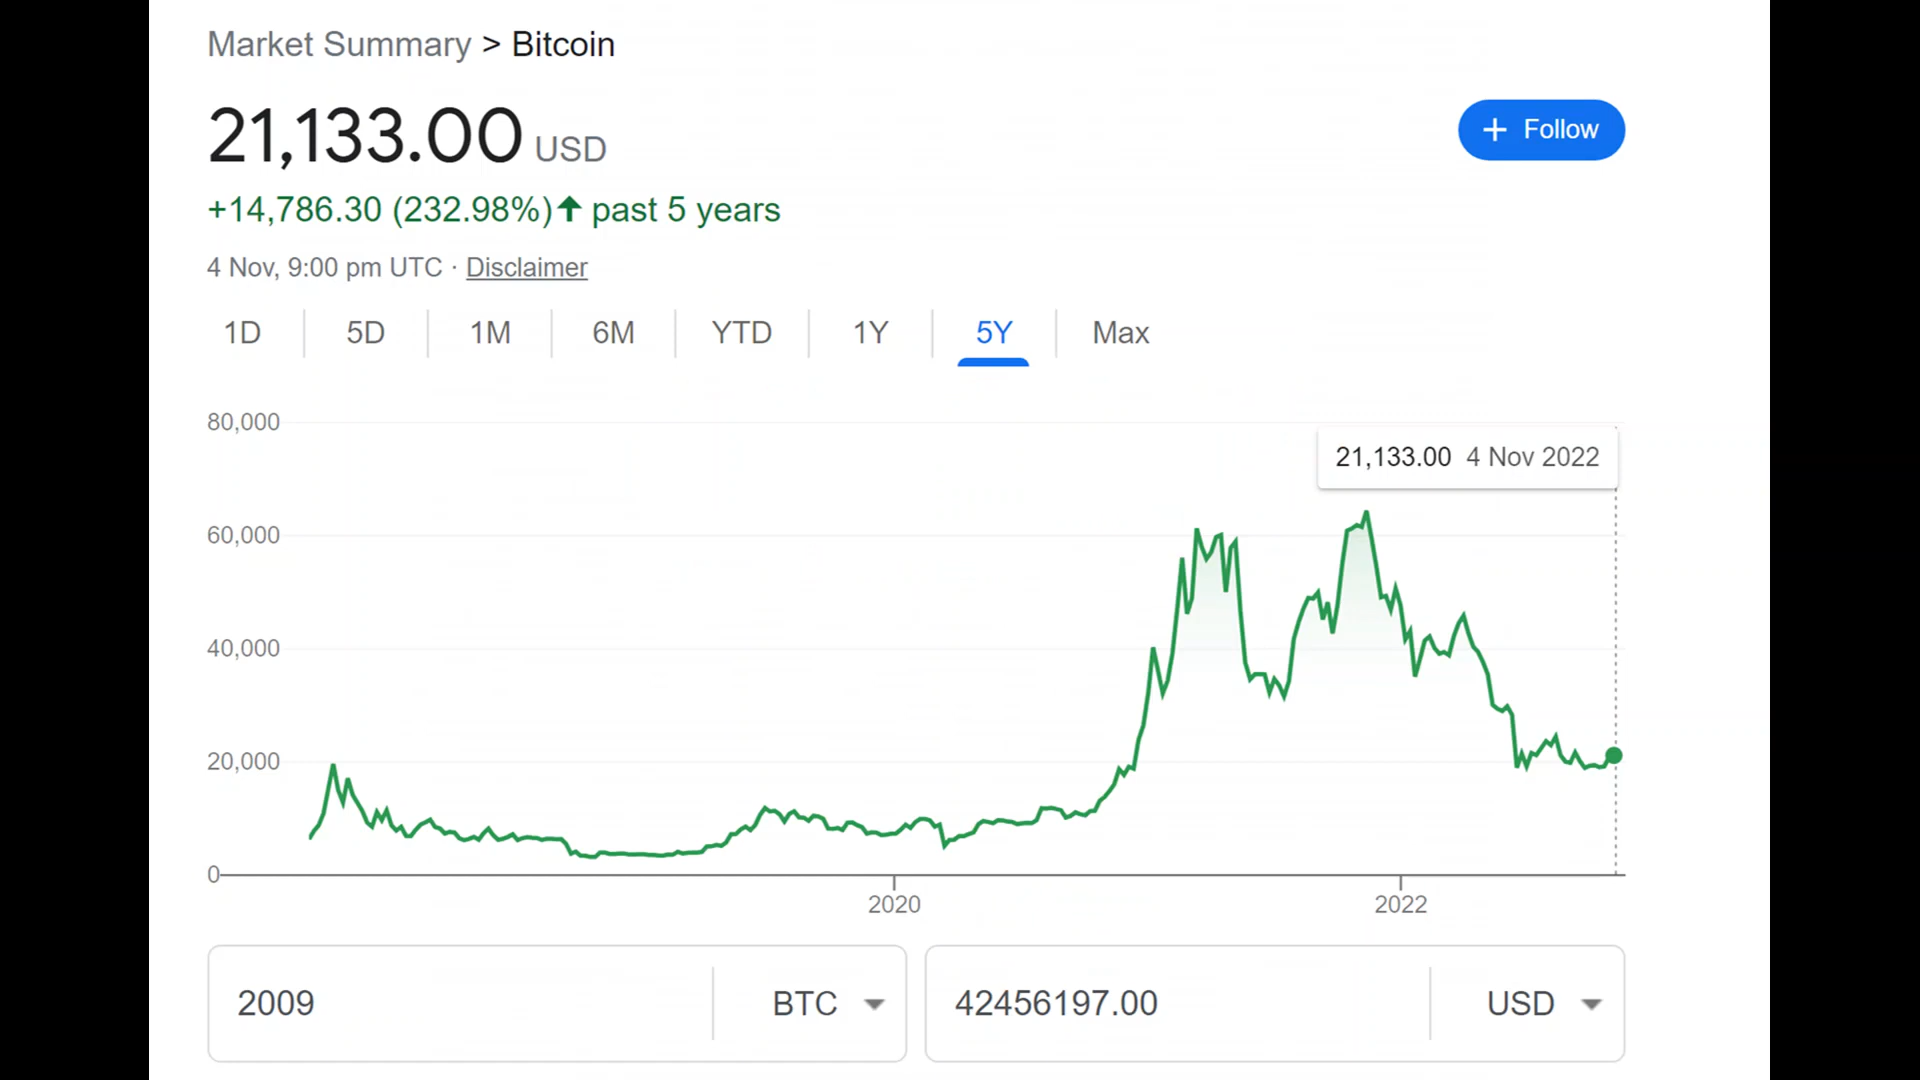 Market Summary > Bitcoin
21,133.00 USD
+ Follow
+14,786.30 (232.98%) ↑ past 5 years
4 Nov, 9:00 pm UTC · Disclaimer
1D 5D 1M 6M YTD 1Y 5Y Max
80,000
21,133.00 4 Nov 2022
60,000
40,000
20,000
0
2020 2022
2009 BTC 42456197.00 USD